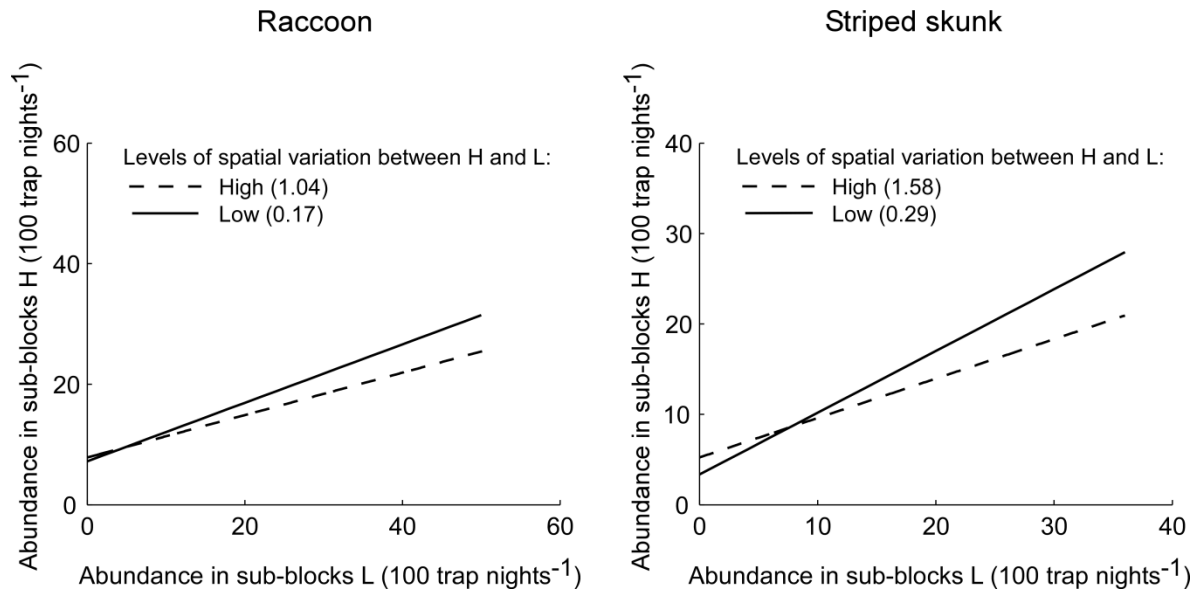 Raccoon
Abundance in sub-blocks H (100 trap nights-1)
60
40
20
0
Levels of spatial variation between H and L:
High (1.04)
Low (0.17)
0 20 40 60
Abundance in sub-blocks L (100 trap nights-1)
Striped skunk
Abundance in sub-blocks H (100 trap nights-1)
40
30
20
10
0
Levels of spatial variation between H and L:
High (1.58)
Low (0.29)
0 10 20 30 40
Abundance in sub-blocks L (100 trap nights-1)